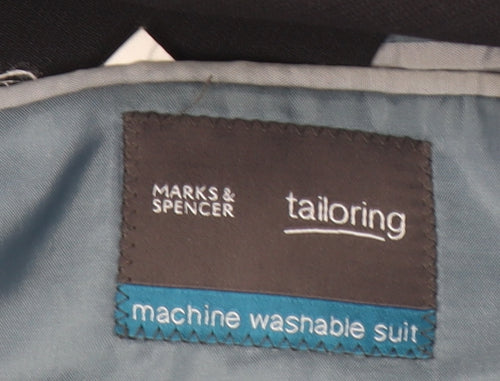 MARKS &
SPENCER
tailoring
machine washable suit